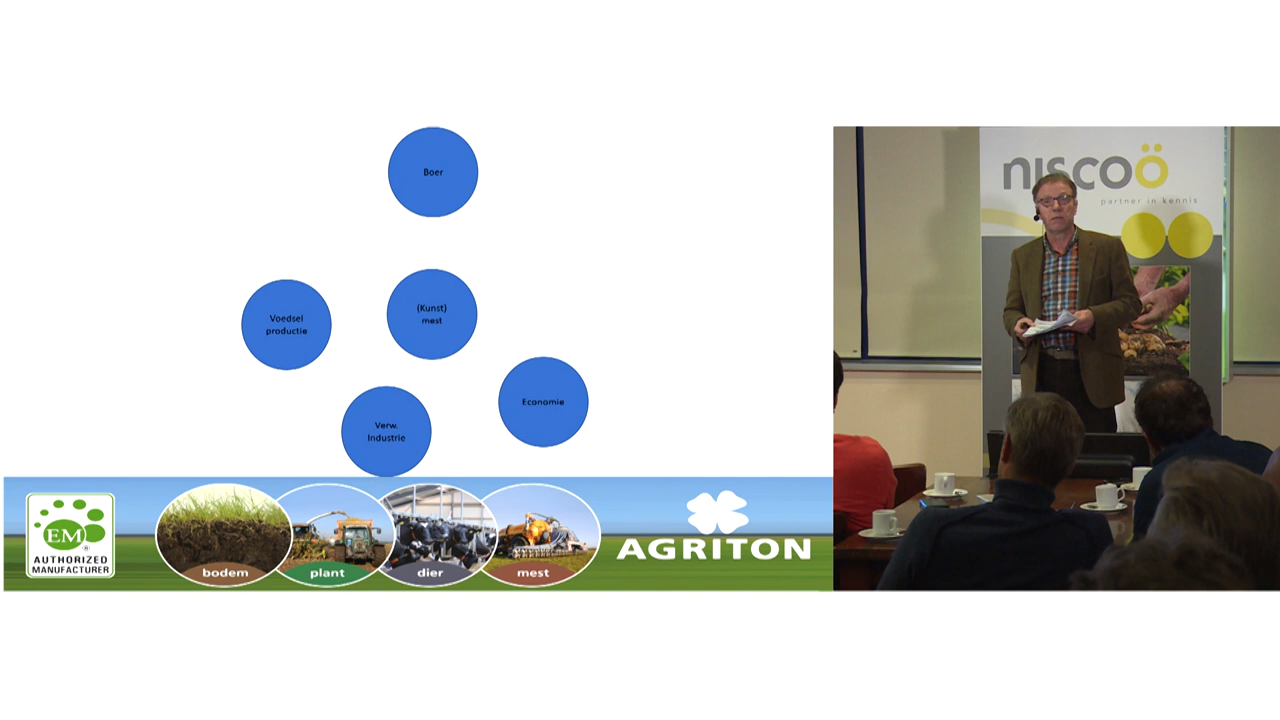 Boer
Voedsel
productie
(Kunst)
mest
Economie
Verw.
Industrie
EM
®
AUTHORIZED
MANUFACTURER
bodem
plant
dier
mest
AGRITON
niscoö
partner in kennis